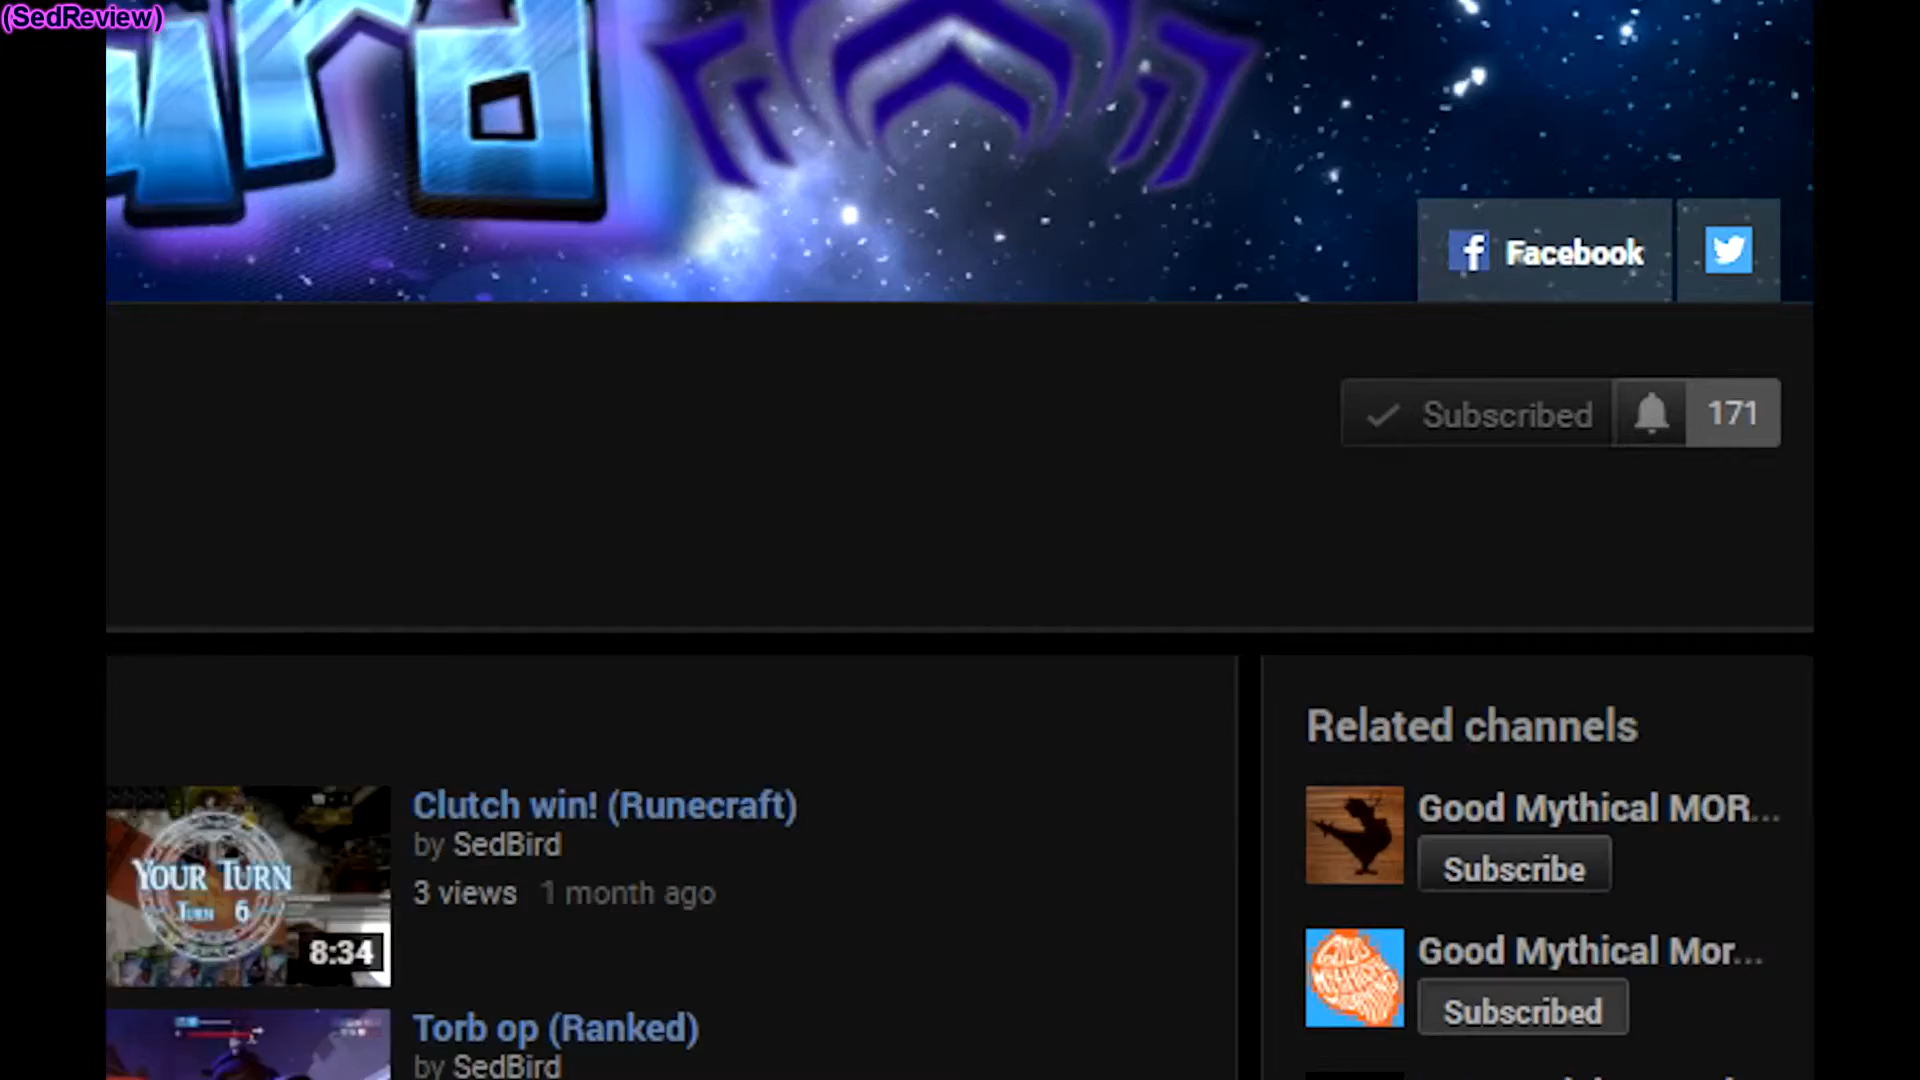 (SedReview)
Facebook
Subscribed
171
Related channels
Clutch win! (Runecraft)
by SedBird
3 views 1 month ago
YOUR TURN
TURN 6
8:34
Good Mythical MOR...
Subscribe
Good Mythical Mor...
Subscribed
Torb op (Ranked)
by SedBird